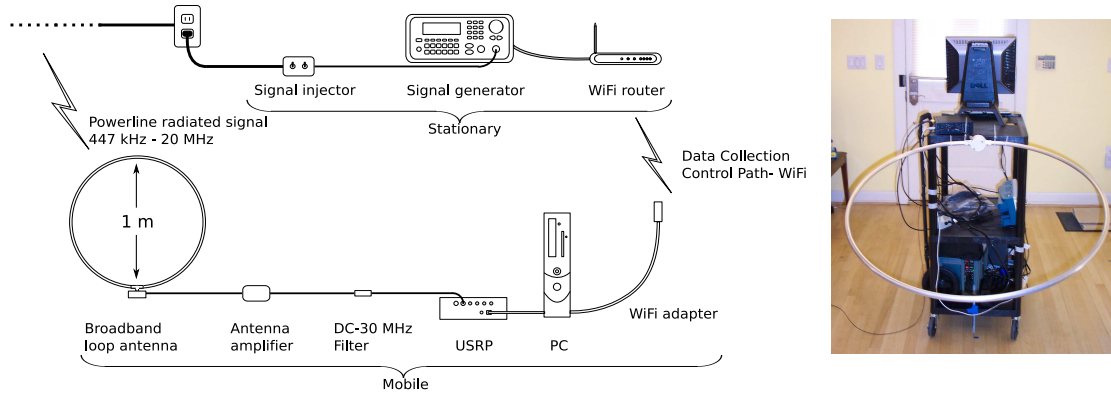 Signal injector
Signal generator
WiFi router
Stationary
Powerline radiated signal
447 kHz - 20 MHz
Data Collection
Control Path- WiFi
1 m
Broadband
loop antenna
Antenna
amplifier
DC-30 MHz
Filter
USRP
PC
WiFi adapter
Mobile
DELL